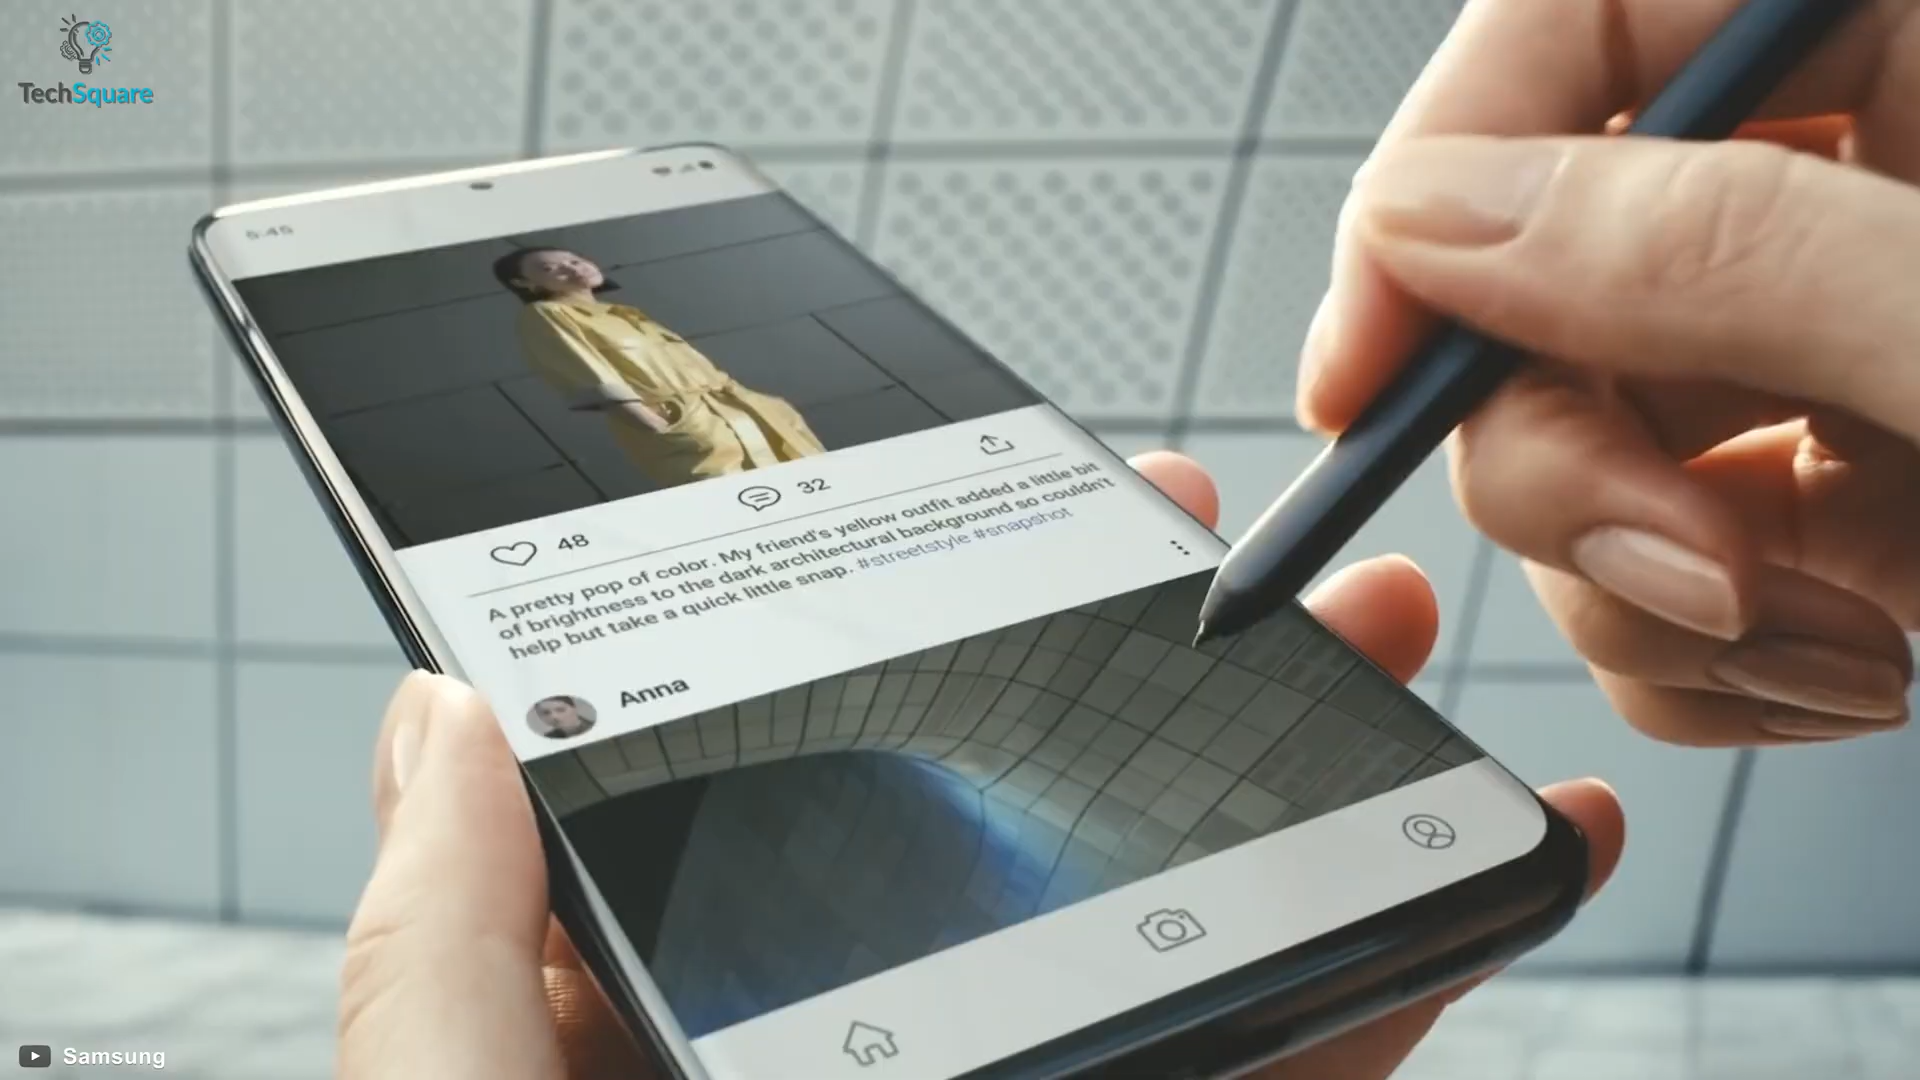 TechSquare
5:45
48
32
A pretty pop of color. My friend's yellow outfit added a little bit
of brightness to the dark architectural background so couldn't
help but take a quick little snap. #streetstyle #snapshot
Anna
Samsung